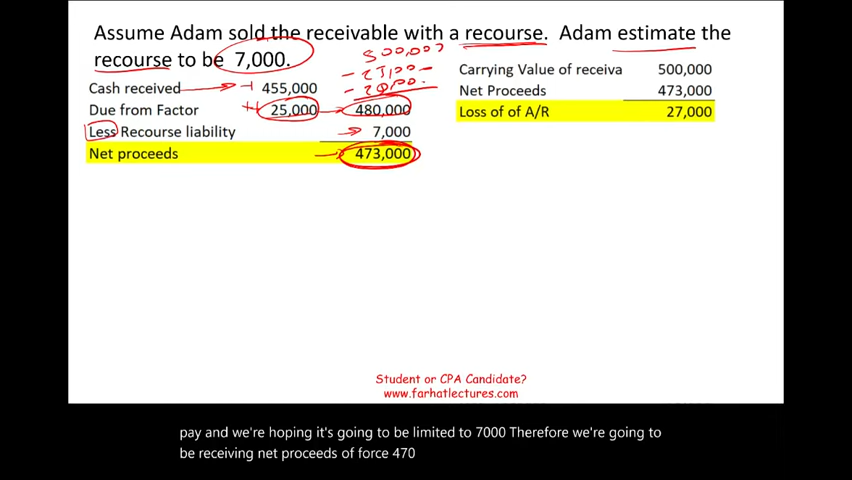 Assume Adam sold the receivable with a recourse. Adam estimate the
recourse to be 7,000.
500,000
Cash received 455,000
Due from Factor 25,000 480,000
Less Recourse liability 7,000
Net proceeds 473,000
Carrying Value of receiva 500,000
Net Proceeds 473,000
Loss of of A/R 27,000
Student or CPA Candidate?
www.farhatlectures.com
pay and we're hoping it's going to be limited to 7000 Therefore we're going to
be receiving net proceeds of force 470